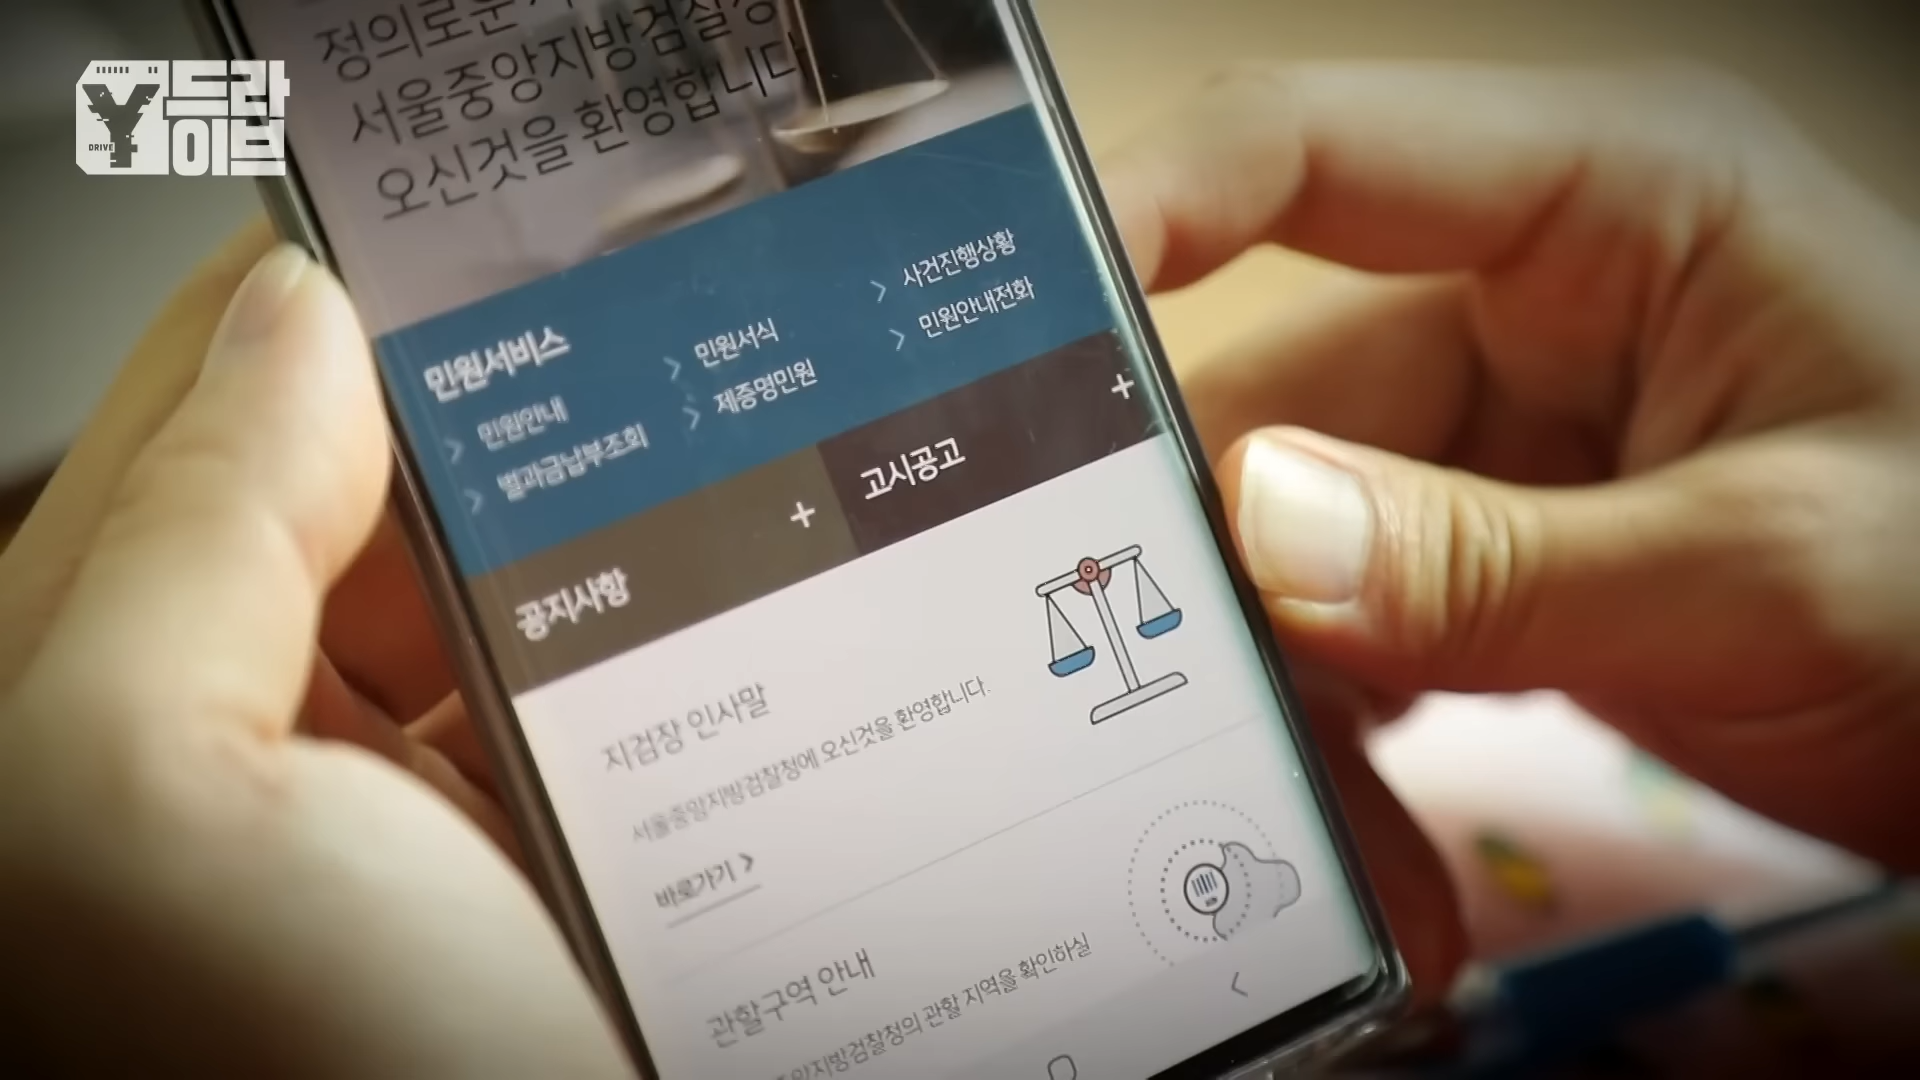 드라
이브
Y
DRIVE
서울중앙지방검찰청
오신것을 환영합니다
민원서비스
민원안내
벌과금납부조회
민원서식
제증명민원
사건진행상황
민원안내전화
공지사항
고시공고
지검장 인사말
서울중앙지방검찰청에 오신것을 환영합니다.
바로가기
관할구역 안내
지방검찰청의 관할 지역을 확인하실